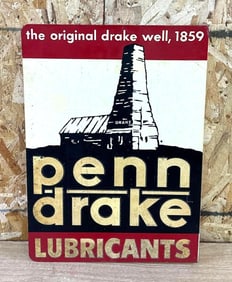 the original drake well, 1859
penn
drake
LUBRICANTS